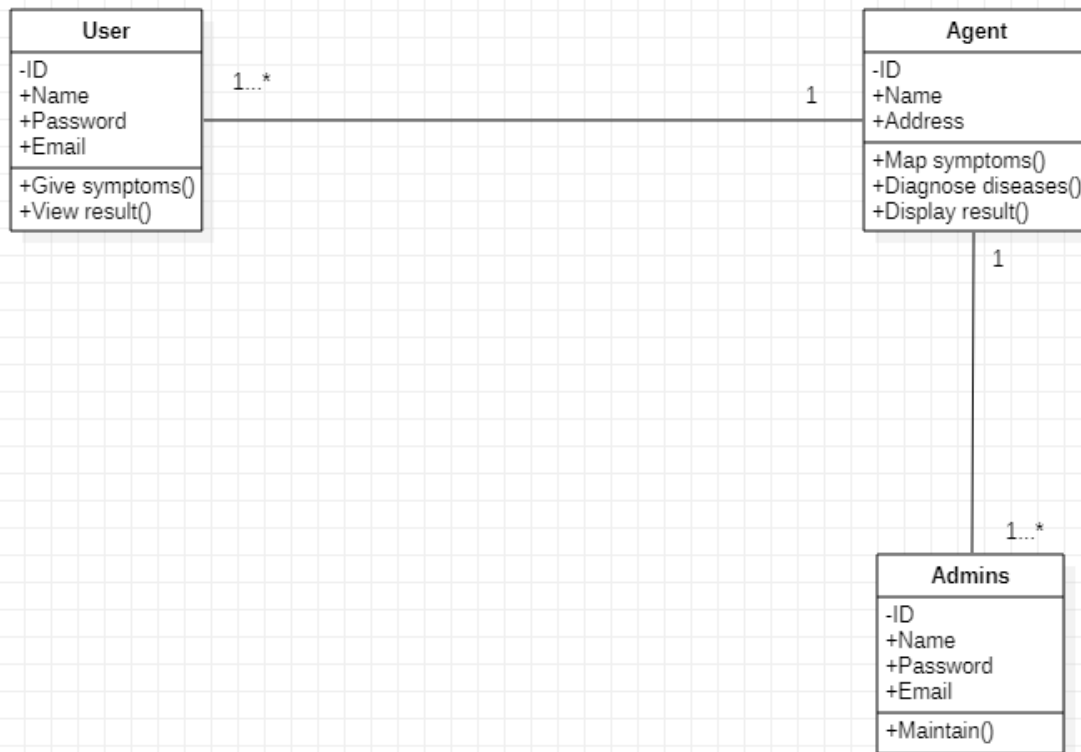 User
-ID
+Name
+Password
+Email
+Give symptoms()
+View result()
1...*
1
Agent
-ID
+Name
+Address
+Map symptoms()
+Diagnose diseases()
+Display result()
1
1...*
Admins
-ID
+Name
+Password
+Email
+Maintain()